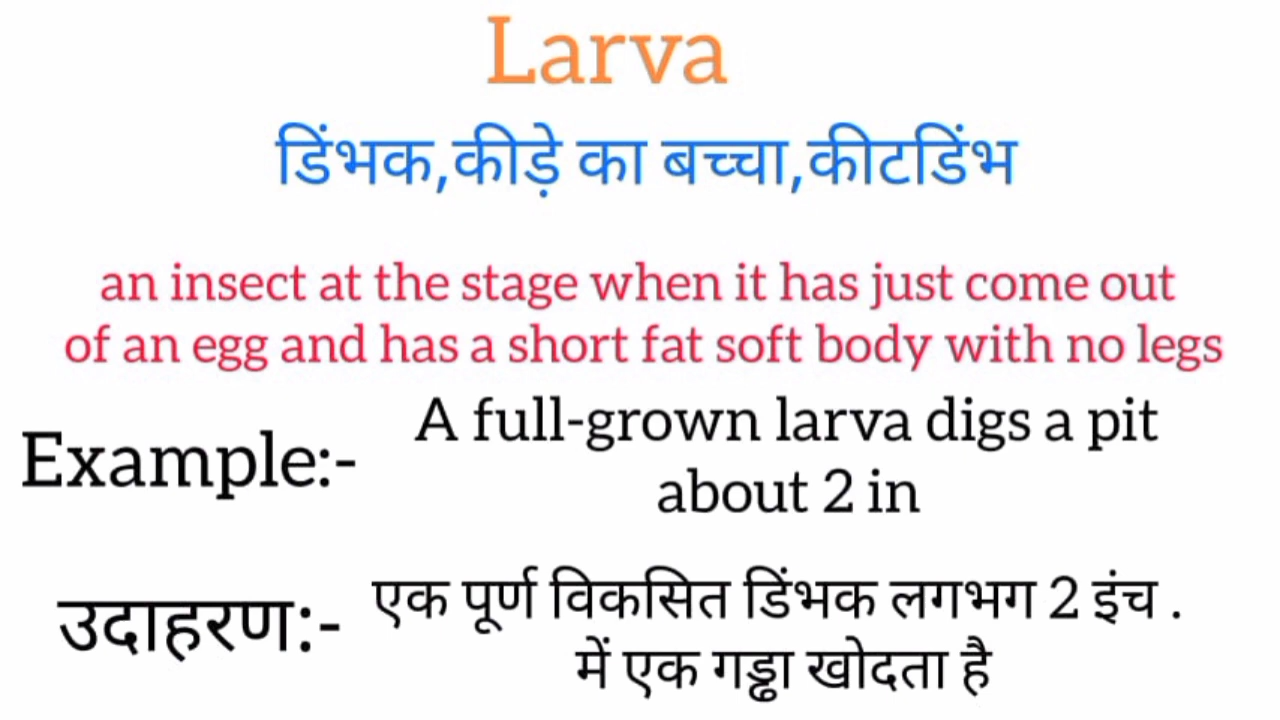 Larva
डिंभक,कीड़े का बच्चा,कीटडिंभ
an insect at the stage when it has just come out
of an egg and has a short fat soft body with no legs
Example:- A full-grown larva digs a pit
about 2 in
उदाहरण:- एक पूर्ण विकसित डिंभक लगभग 2 इंच .
में एक गड्ढा खोदता है